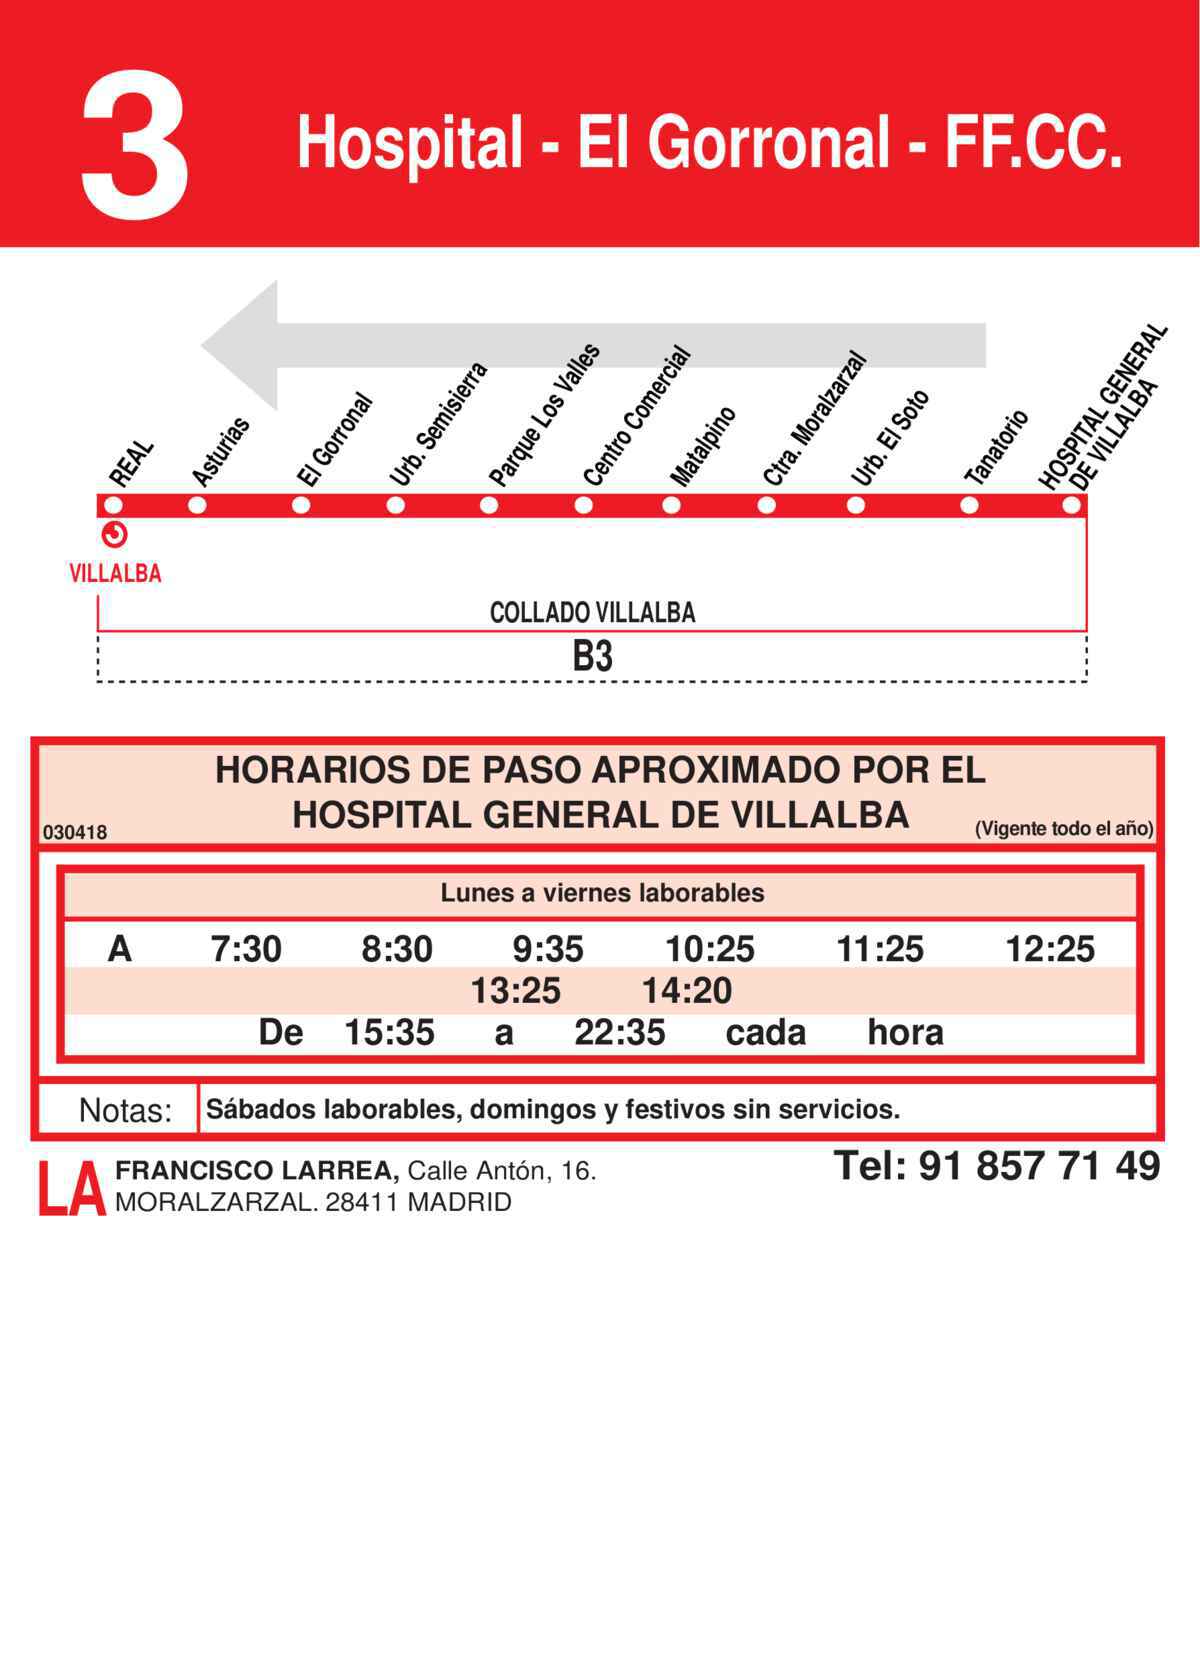 3
Hospital - El Gorronal - FF.CC.
REAL
Asturias
El Gorronal
Urb. Semisierra
Parque Los Valles
Centro Comercial
Matalpino
Ctra. Moralzarzal
Urb. El Soto
Tanatorio
HOSPITAL GENERAL
DE VILLALBA
VILLALBA
COLLADO VILLALBA
B3
HORARIOS DE PASO APROXIMADO POR EL
HOSPITAL GENERAL DE VILLALBA
030418
(Vigente todo el año)
Lunes a viernes laborables
A 7:30 8:30 9:35 10:25 11:25 12:25
13:25 14:20
De 15:35 a 22:35 cada hora
Notas: Sábados laborables, domingos y festivos sin servicios.
LA FRANCISCO LARREA, Calle Antón, 16.
MORALZARZAL. 28411 MADRID
Tel: 91 857 71 49